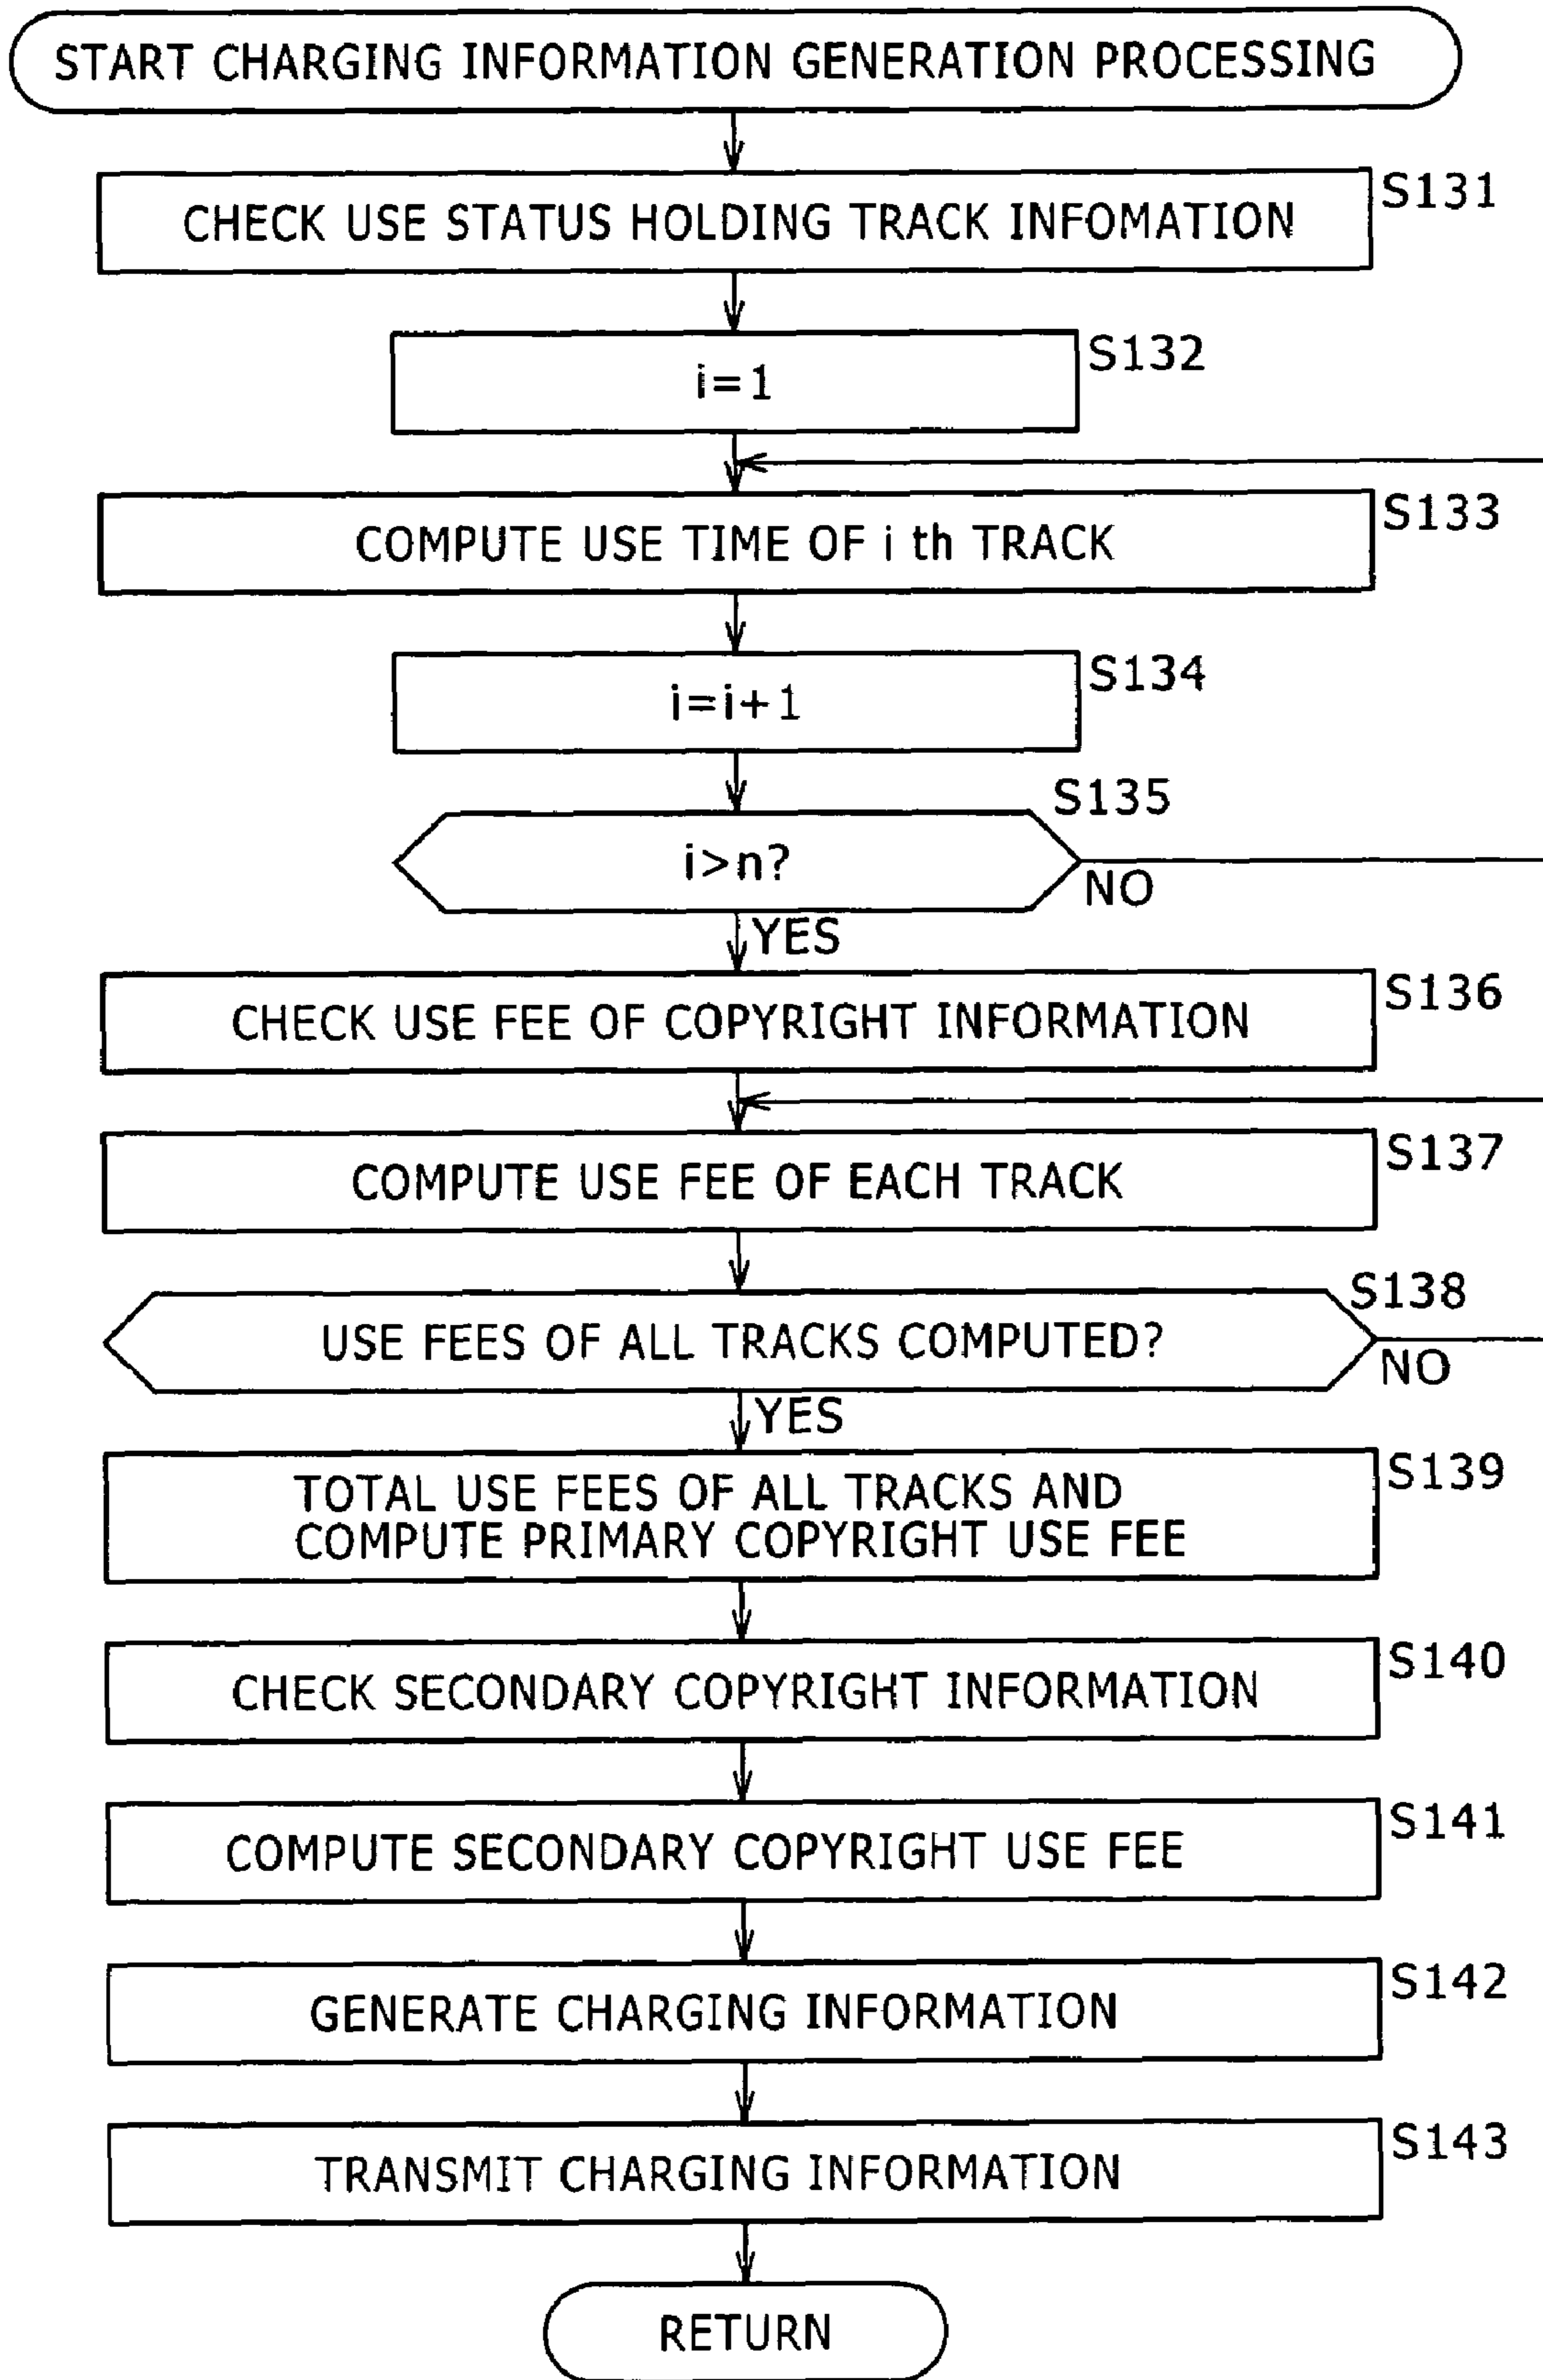 START CHARGING INFORMATION GENERATION PROCESSING
S131
CHECK USE STATUS HOLDING TRACK INFOMATION
S132
i=1
S133
COMPUTE USE TIME OF i th TRACK
S134
i=i+1
S135
i>n?
NO
YES
S136
CHECK USE FEE OF COPYRIGHT INFORMATION
S137
COMPUTE USE FEE OF EACH TRACK
S138
USE FEES OF ALL TRACKS COMPUTED?
NO
YES
S139
TOTAL USE FEES OF ALL TRACKS AND
COMPUTE PRIMARY COPYRIGHT USE FEE
S140
CHECK SECONDARY COPYRIGHT INFORMATION
S141
COMPUTE SECONDARY COPYRIGHT USE FEE
S142
GENERATE CHARGING INFORMATION
S143
TRANSMIT CHARGING INFORMATION
RETURN